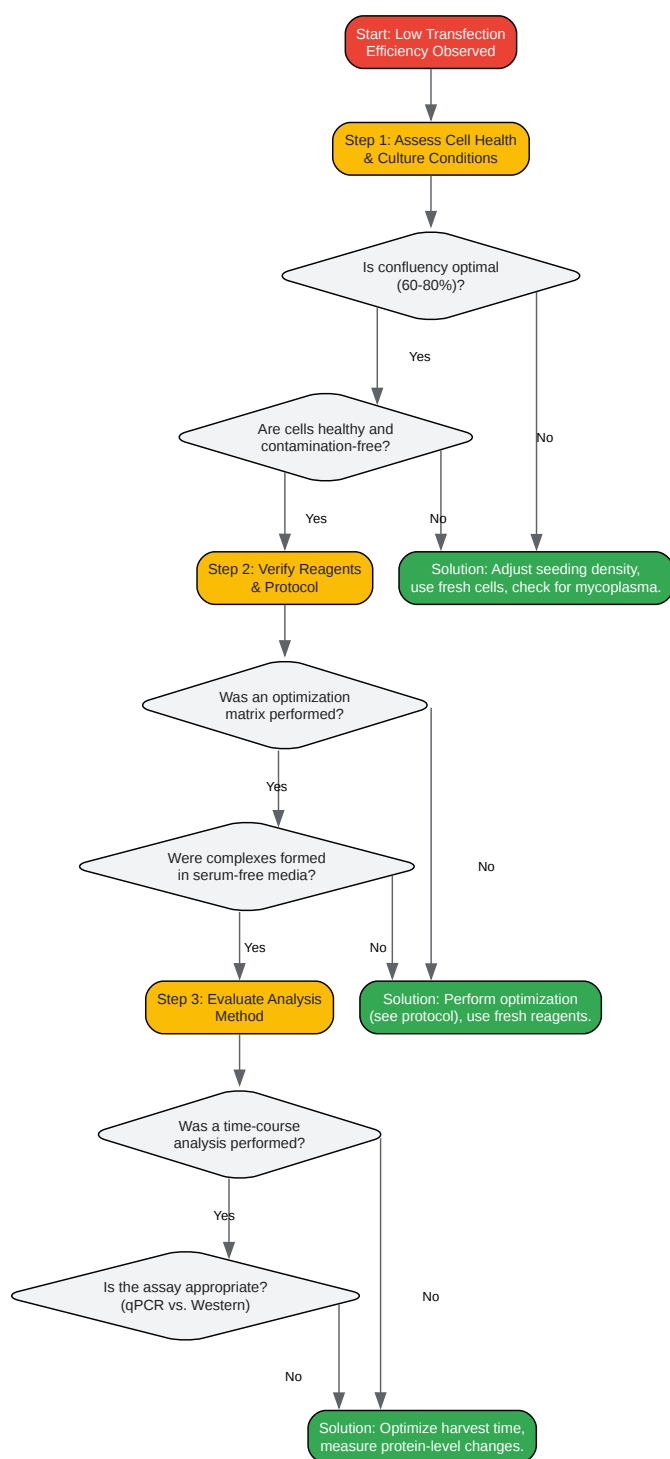 Start: Low Transfection
Efficiency Observed
Step 1: Assess Cell Health
& Culture Conditions
Is confluency optimal
(60-80%)?
Yes
No
Are cells healthy and
contamination-free?
Yes
No
Step 2: Verify Reagents
& Protocol
Solution: Adjust seeding density,
use fresh cells, check for mycoplasma.
Was an optimization
matrix performed?
Yes
No
Were complexes formed
in serum-free media?
Yes
No
Step 3: Evaluate Analysis
Method
Solution: Perform optimization
(see protocol), use fresh reagents.
Was a time-course
analysis performed?
Yes
No
Is the assay appropriate?
(qPCR vs. Western)
No
Solution: Optimize harvest time,
measure protein-level changes.